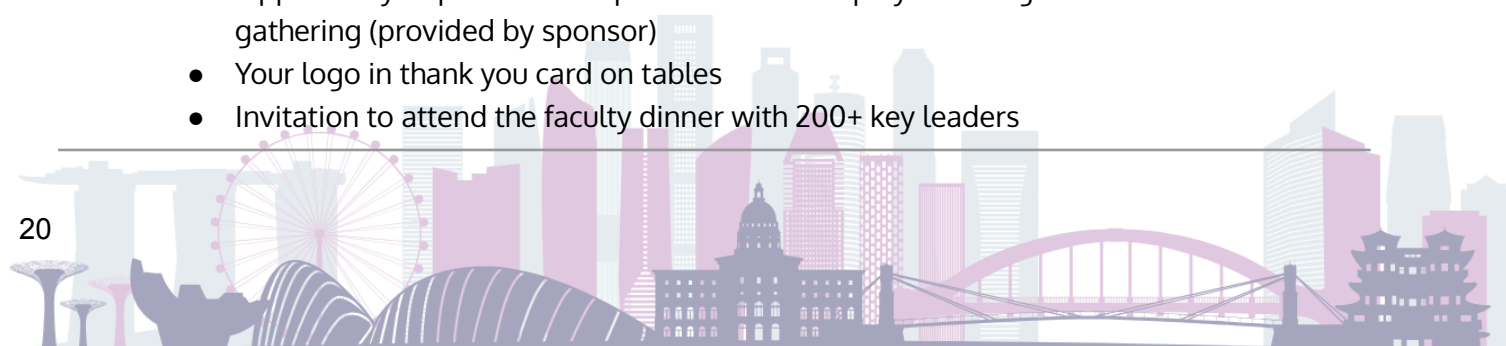 gathering (provided by sponsor)
● Your logo in thank you card on tables
● Invitation to attend the faculty dinner with 200+ key leaders
20